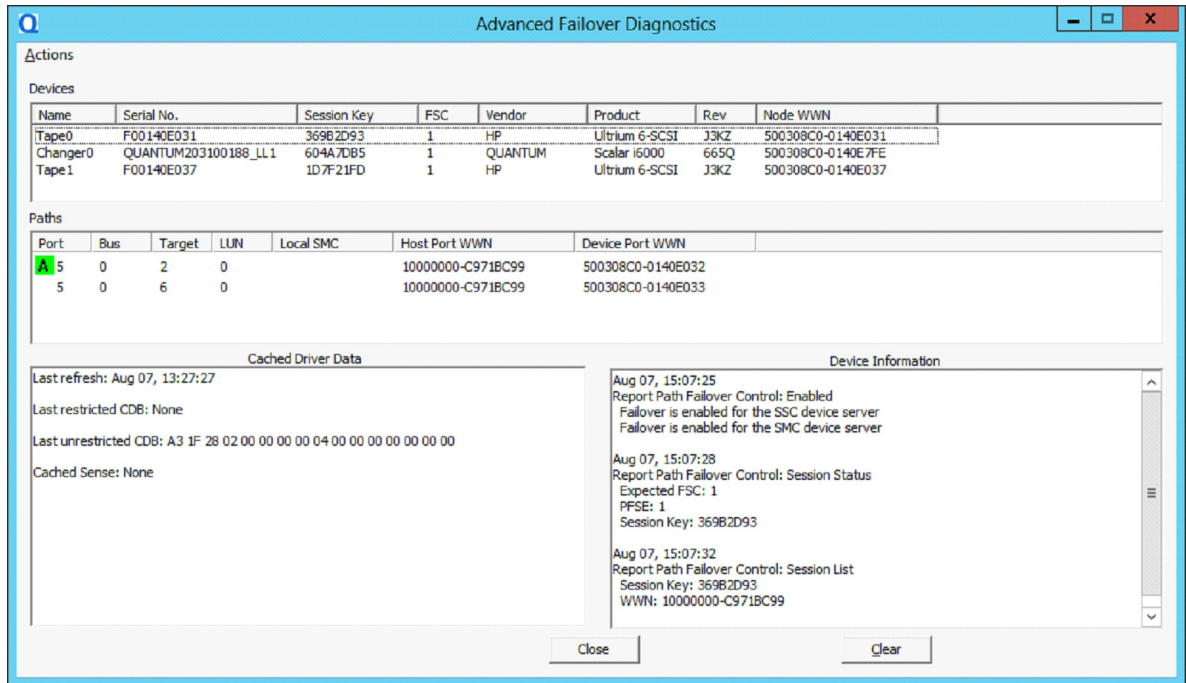 Q
Advanced Failover Diagnostics
X
Actions
Devices
Name Serial No. Session Key FSC Vendor Product Rev Node WWN
Tape0 F00140E031 369B2D93 1 HP Ultrium 6-SCSI J3KZ 500308C0-0140E031
Changer0 QUANTUM203100188_LL1 604A7DB5 1 QUANTUM Scalar i6000 665Q 500308C0-0140E7FE
Tape1 F00140E037 1D7F21FD 1 HP Ultrium 6-SCSI J3KZ 500308C0-0140E037
Paths
Port Bus Target LUN Local SMC Host Port WWN Device Port WWN
A 5 0 2 0 10000000-C971BC99 500308C0-0140E032
5 0 6 0 10000000-C971BC99 500308C0-0140E033
Cached Driver Data
Last refresh: Aug 07, 13:27:27
Last restricted CDB: None
Last unrestricted CDB: A3 1F 28 02 00 00 00 00 04 00 00 00 00 00 00 00
Cached Sense: None
Device Information
Aug 07, 15:07:25
Report Path Failover Control: Enabled
Failover is enabled for the SSC device server
Failover is enabled for the SMC device server
Aug 07, 15:07:28
Report Path Failover Control: Session Status
Expected FSC: 1
PFSE: 1
Session Key: 369B2D93
Aug 07, 15:07:32
Report Path Failover Control: Session List
Session Key: 369B2D93
WWN: 10000000-C971BC99
Close
Clear